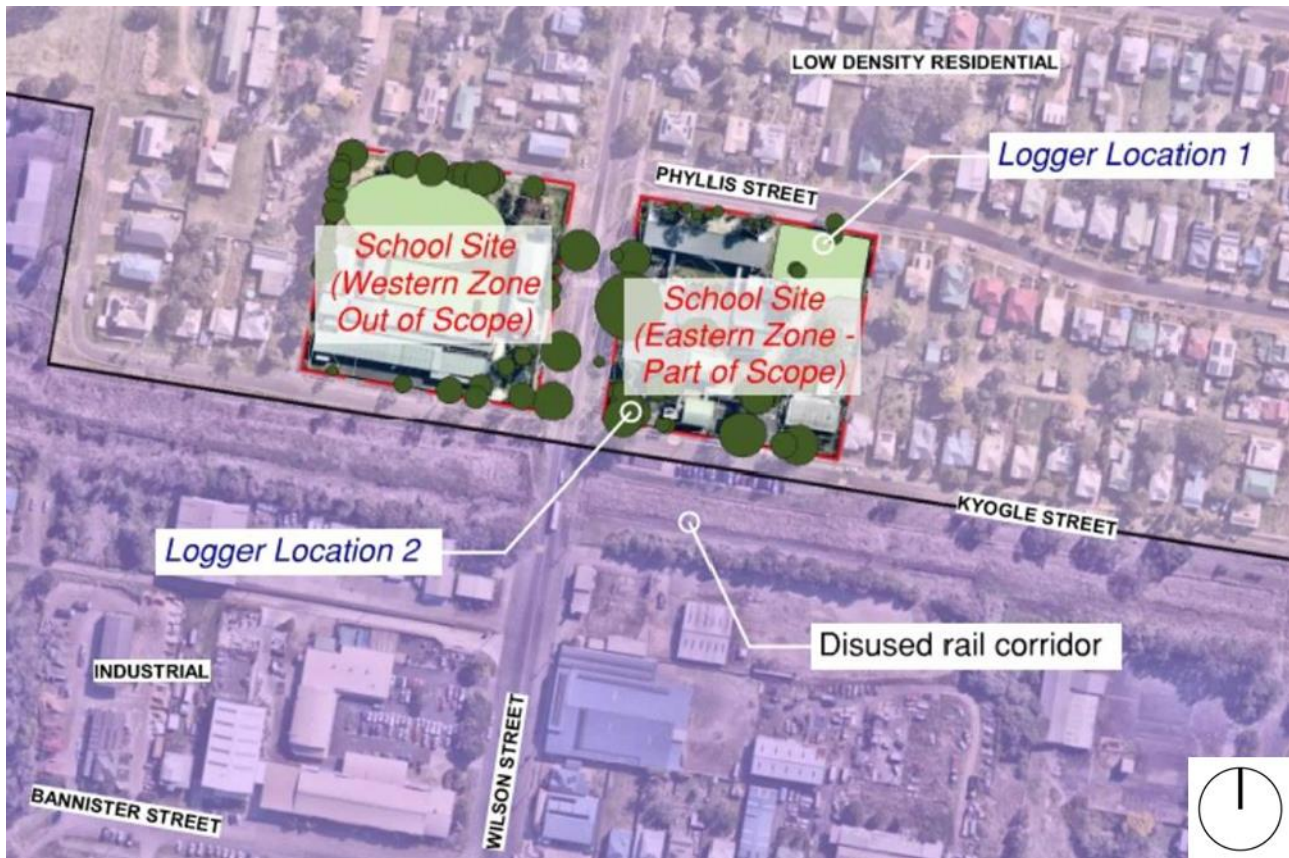 LOW DENSITY RESIDENTIAL
Logger Location 1
PHYLLIS STREET
School Site
(Western Zone
Out of Scope)
School Site
(Eastern Zone -
Part of Scope)
KYOGLE STREET
Logger Location 2
Disused rail corridor
INDUSTRIAL
WILSON STREET
BANNISTER STREET